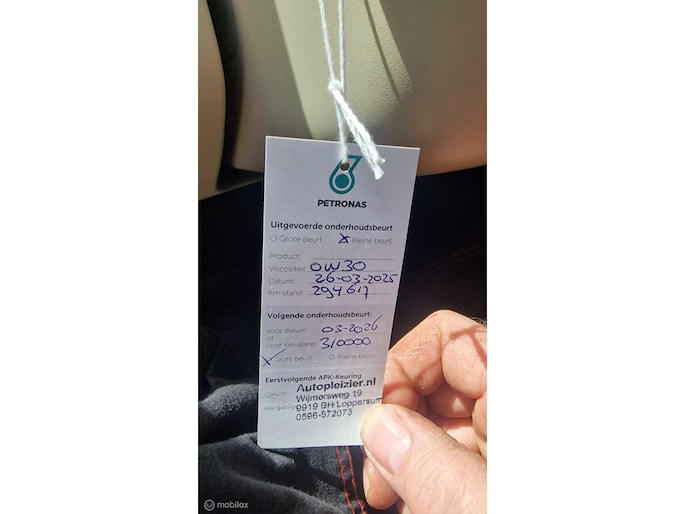 PETRONAS
Uitgevoerde onderhoudsbeurt
Grote beurt X Kleine beurt
Product:
Viscositeit: 0W30
Datum: 26-03-2025
Km-stand: 294617
Volgende onderhoudsbeurt:
voor datum: 03-2026
of
voor Km-stand: 310000
X Grote beurt Kleine beurt
Eerstvolgende APK-Keuring
Datum: Autopleizier.nl
Wijmersweg 19
Uw 9919 BH Loppersum
0596-572073
mobilox